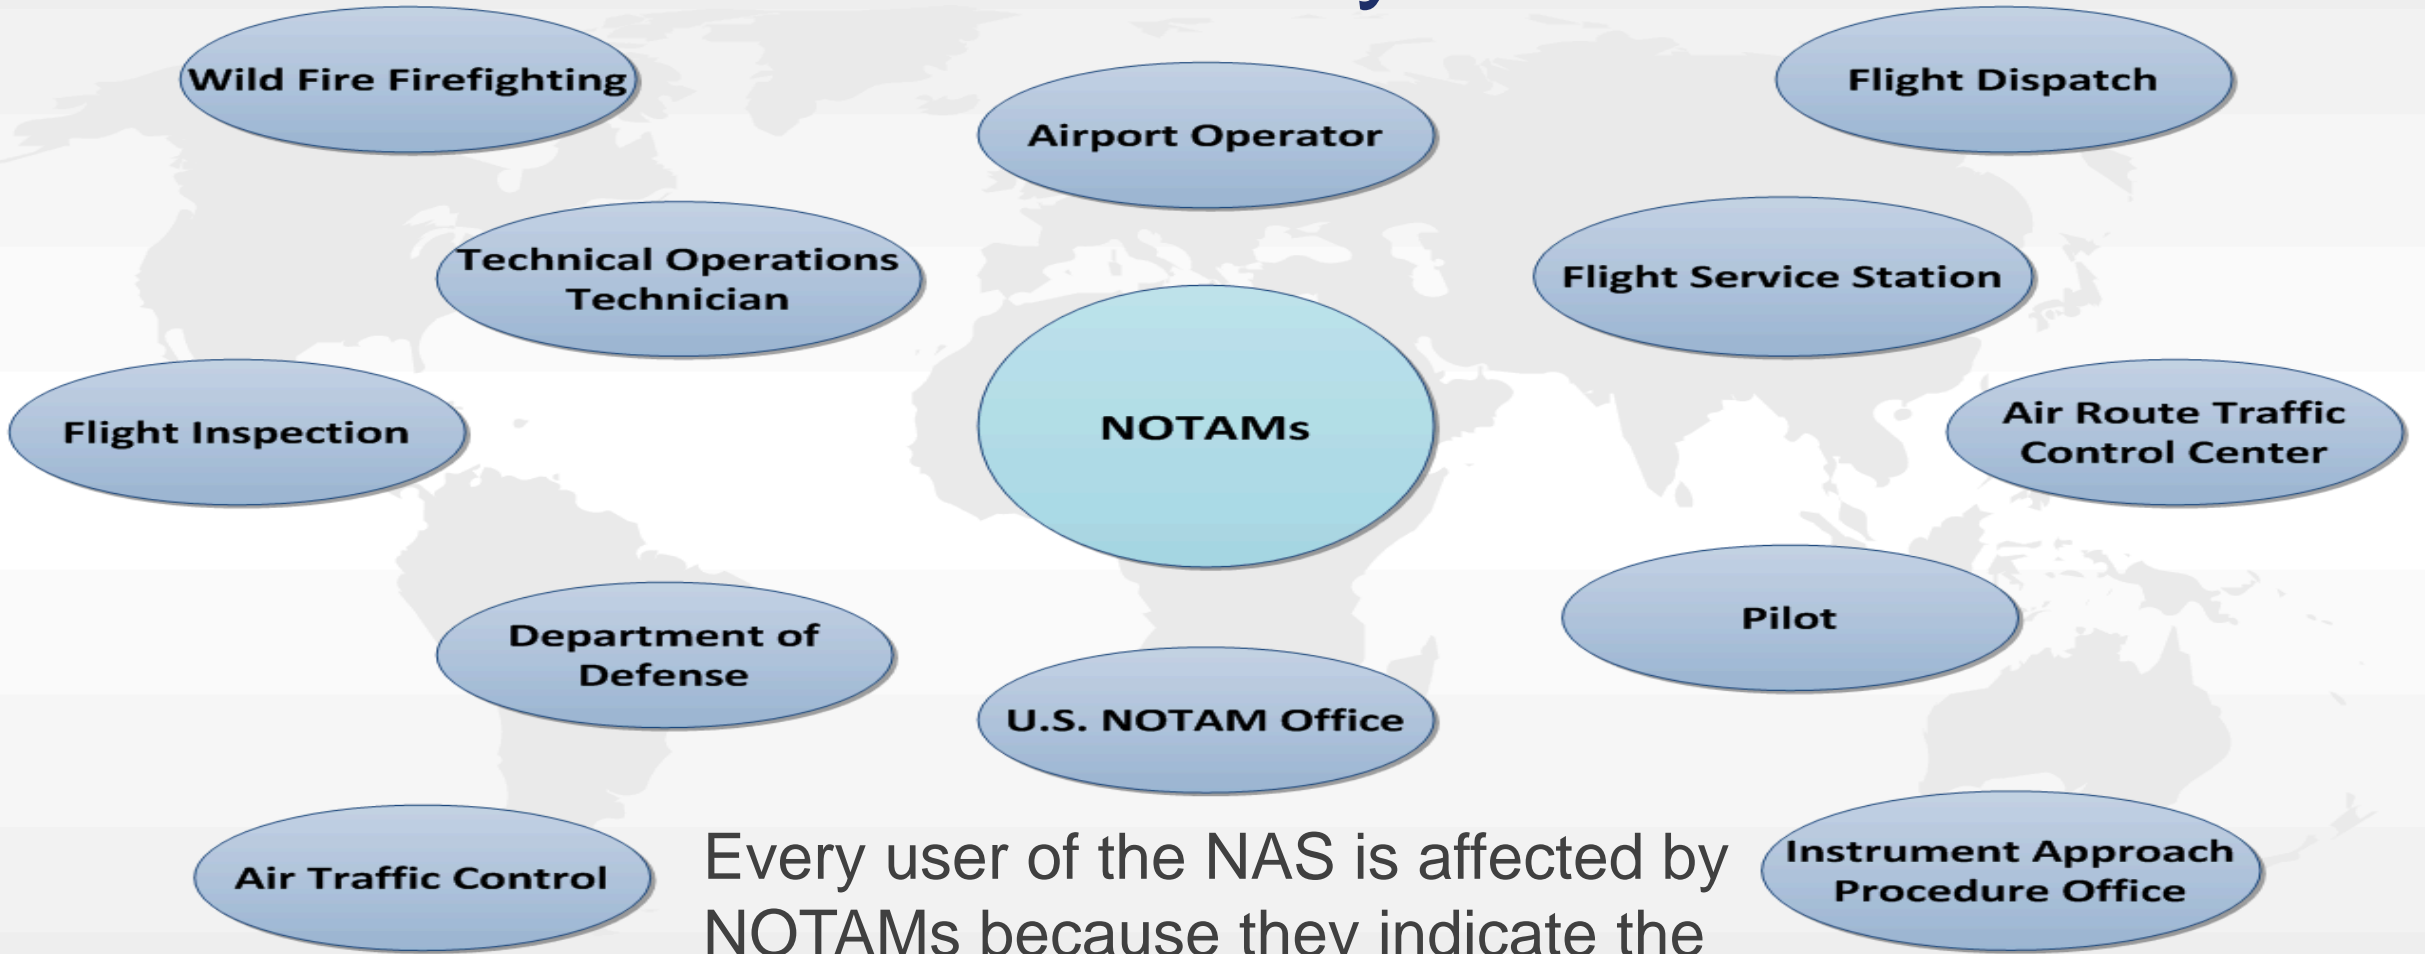 Wild Fire Firefighting
Flight Dispatch
Airport Operator
Technical Operations
Technician
Flight Service Station
Flight Inspection
NOTAMs
Air Route Traffic
Control Center
Department of
Defense
Pilot
U.S. NOTAM Office
Air Traffic Control
Every user of the NAS is affected by
NOTAMs because they indicate the
Instrument Approach
Procedure Office